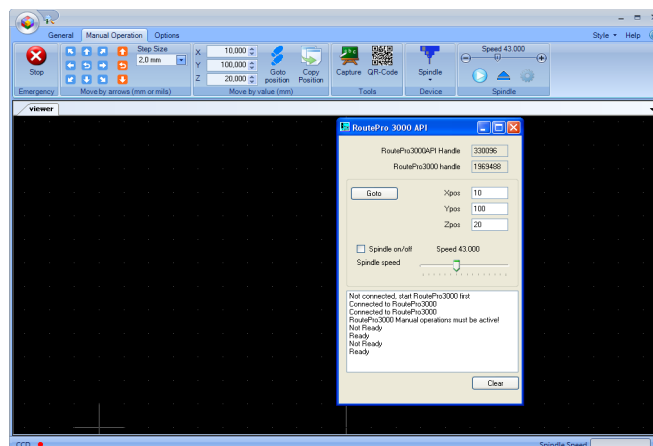 General Manual Operation Options Style Help
Step Size
2,0 mm
X 10,000
Y 100,000
Z 20,000
Speed 43.000
Stop
Goto position
Copy Position
Capture QR-Code
Spindle
Emergency Move by arrows (mm or mils) Move by value (mm) Tools Device Spindle
viewer
RoutePro 3000 API
RoutePro3000API Handle 330096
RoutePro3000 handle 1969488
Goto Xpos 10
Ypos 100
Zpos 20
Spindle on/off Speed 43.000
Spindle speed
Not connected, start RoutePro3000 first
Connected to RoutePro3000
Connected to RoutePro3000
RoutePro3000 Manual operations must be active!
Not Ready
Ready
Not Ready
Ready
Clear
CCD Spindle Speed